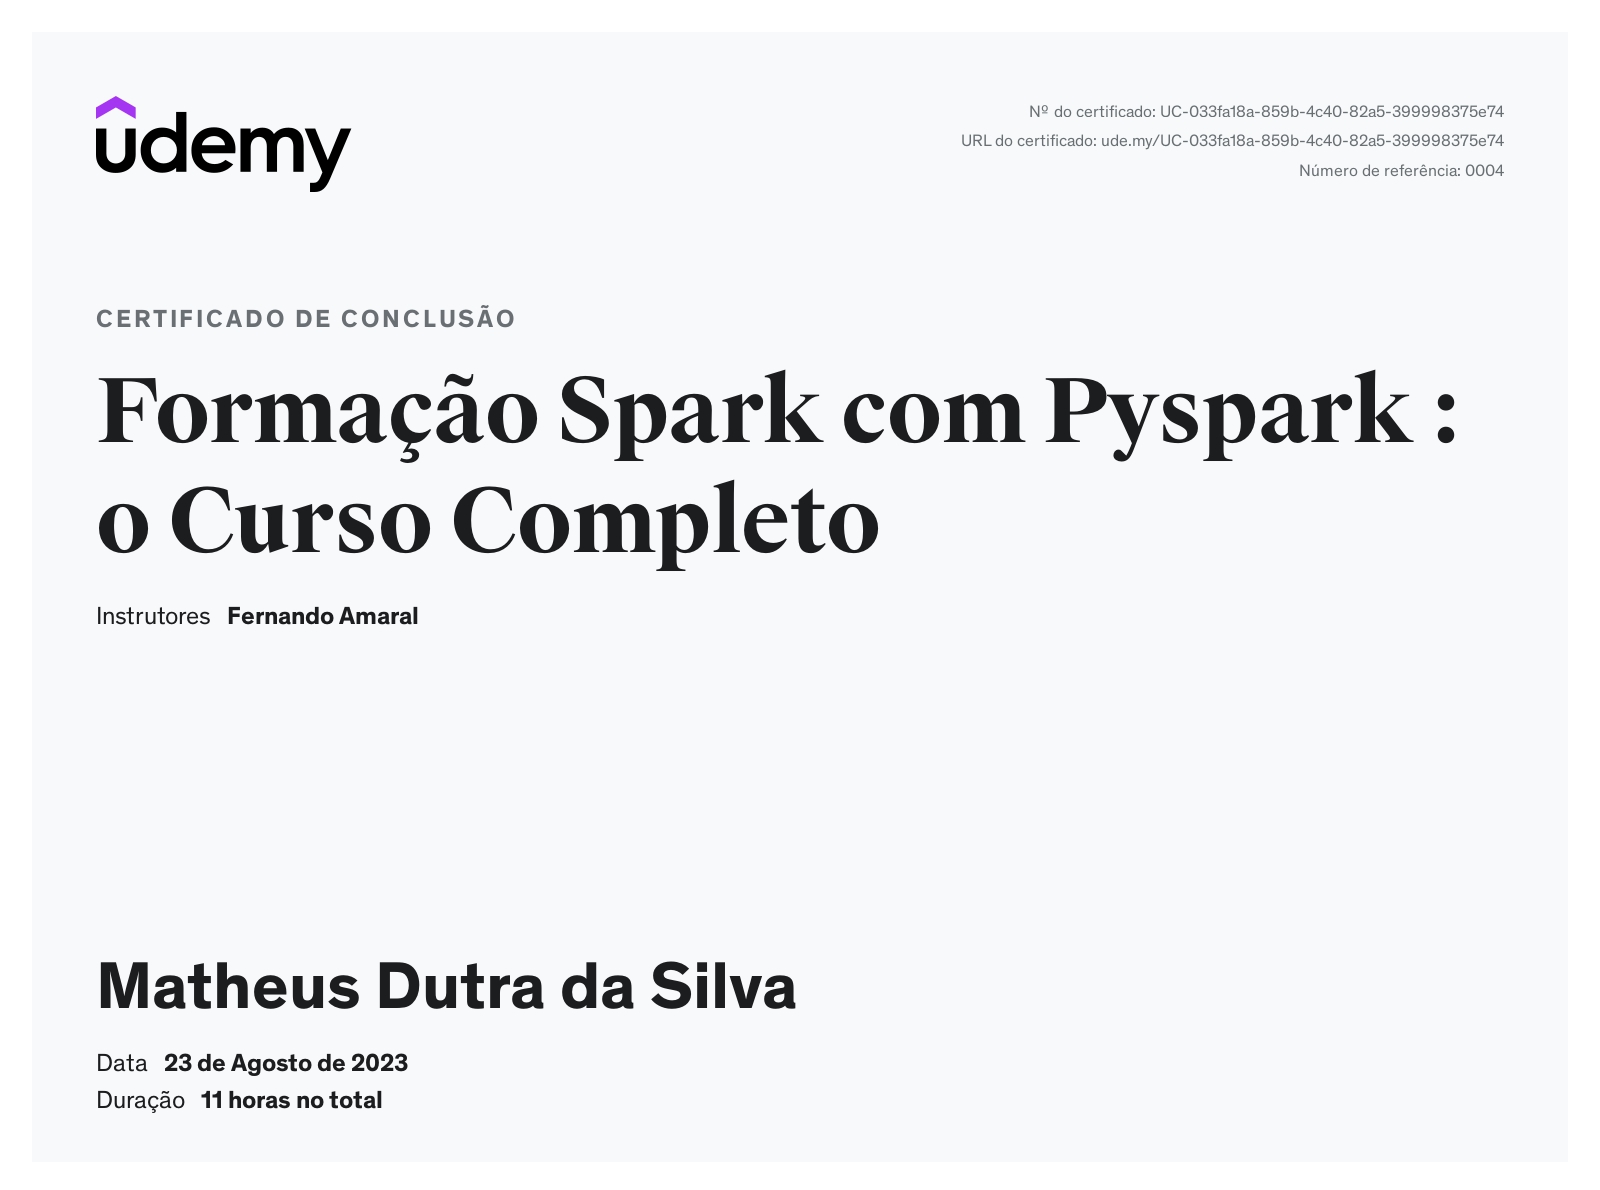 udemy
Nº do certificado: UC-033fa18a-859b-4c40-82a5-399998375e74
URL do certificado: ude.my/UC-033fa18a-859b-4c40-82a5-399998375e74
Número de referência: 0004
CERTIFICADO DE CONCLUSÃO
Formação Spark com Pyspark :
o Curso Completo
Instrutores Fernando Amaral
Matheus Dutra da Silva
Data 23 de Agosto de 2023
Duração 11 horas no total